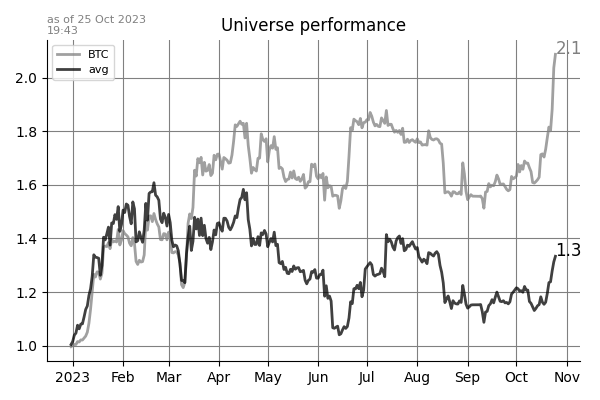 as of 25 Oct 2023
19:43
Universe performance
BTC
avg
2.1
1.3
2.0
1.8
1.6
1.4
1.2
1.0
2023 Feb Mar Apr May Jun Jul Aug Sep Oct Nov